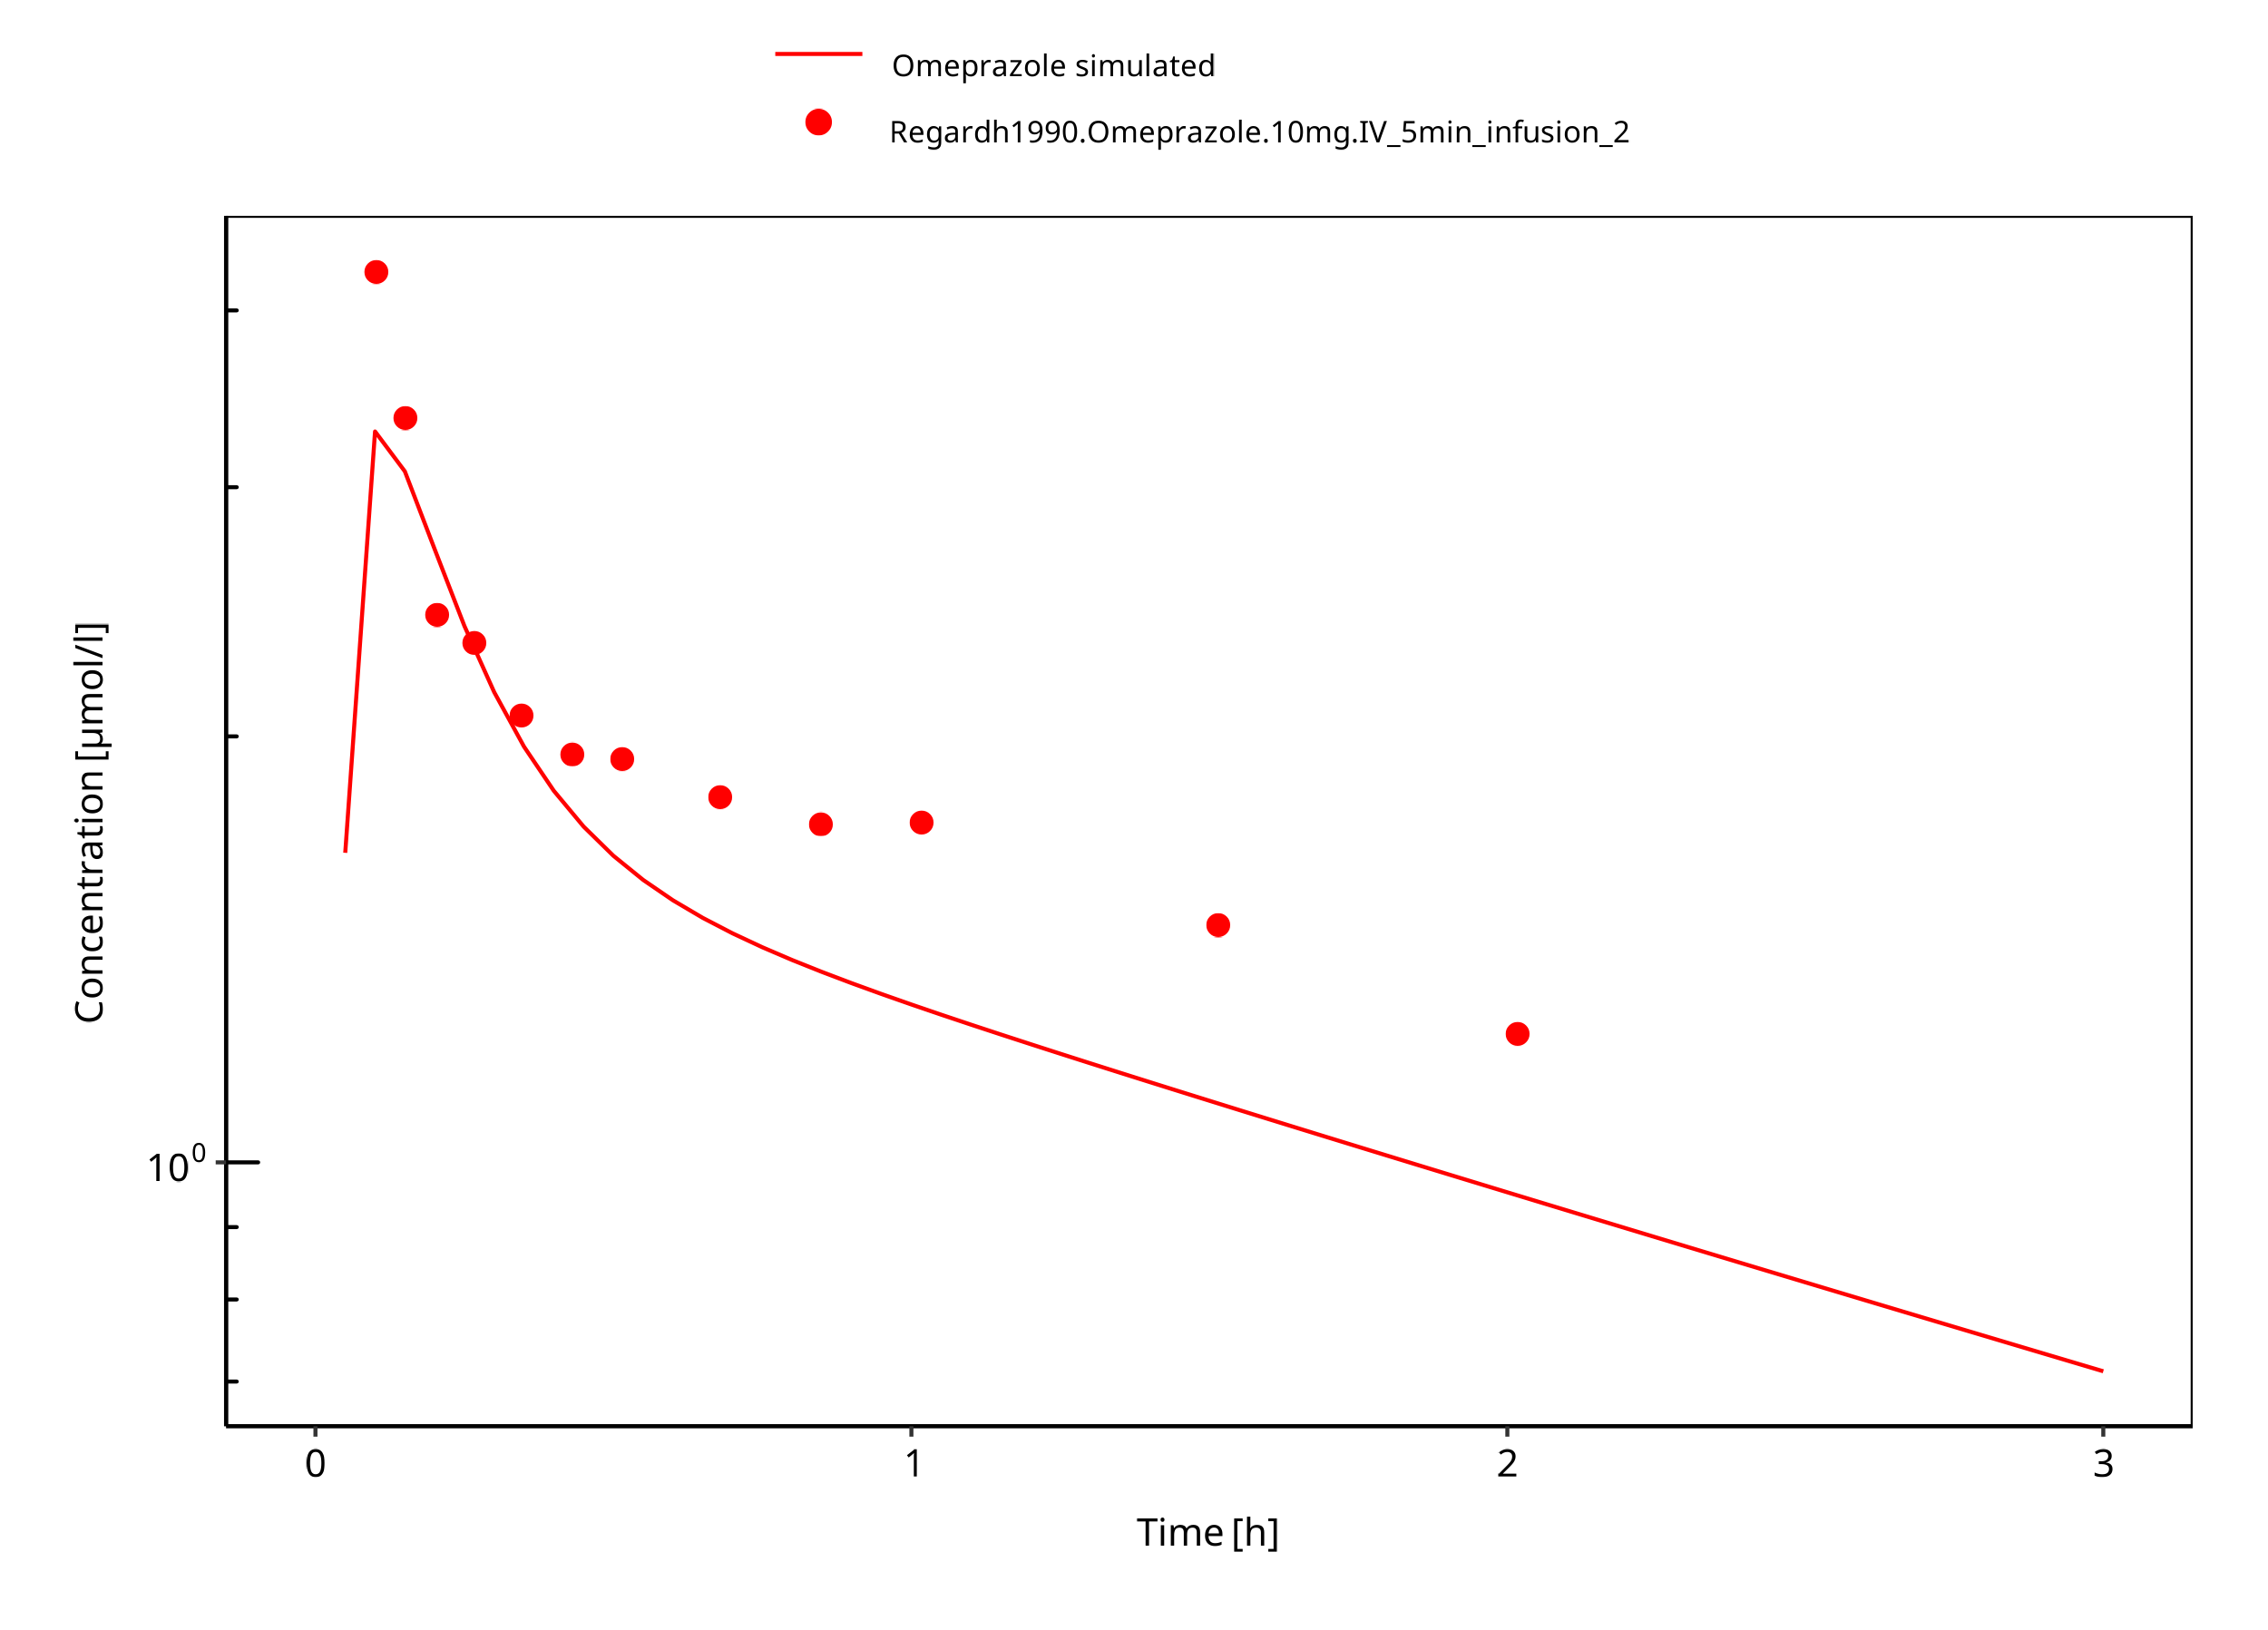 Omeprazole simulated
Regardh1990.Omeprazole.10mg.IV_5min_infusion_2
Concentration [µmol/l]
10⁰
0 1 2 3
Time [h]